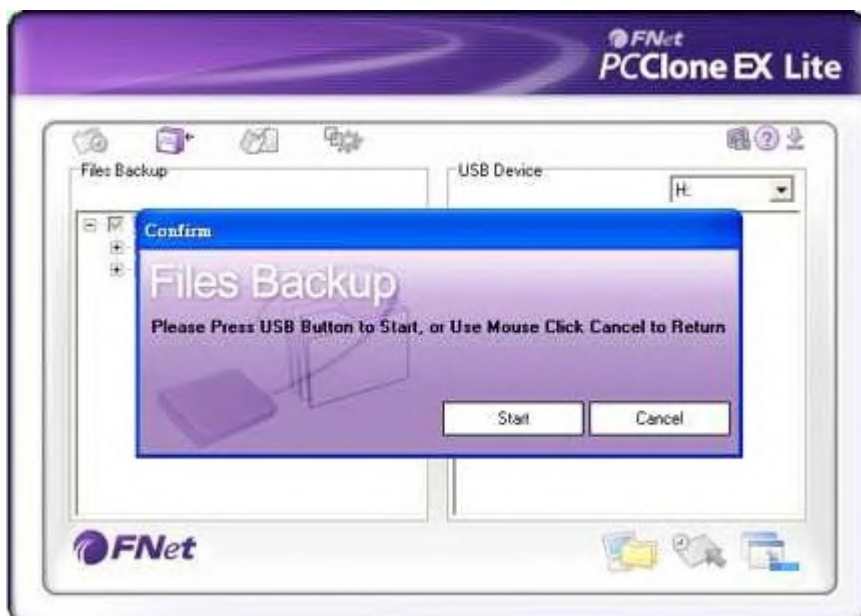 FNet
PCClone EX Lite
Files Backup
USB Device
H:
Confirm
Files Backup
Please Press USB Button to Start, or Use Mouse Click Cancel to Return
Start
Cancel
FNet